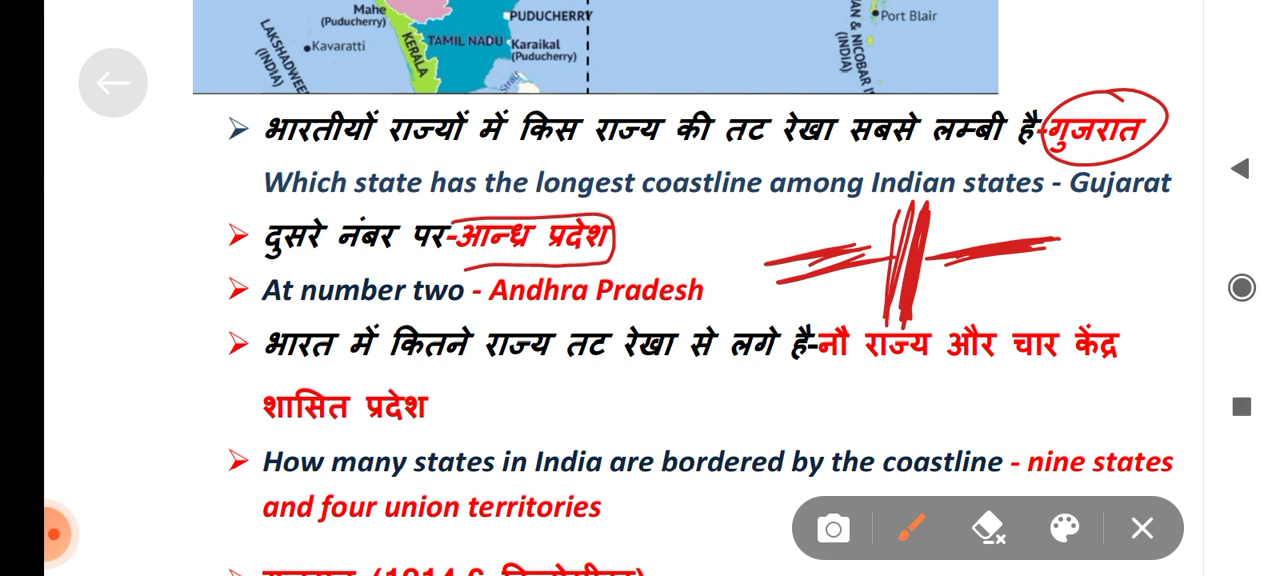 Mahe
(Puducherry)
PUDUCHERRY
Port Blair
LAKSHADWEE
(INDIA)
Kavaratti
KERALA
TAMIL NADU
Karaikal
(Puducherry)
Strait
AN & NICOBAR I
(INDIA)
भारतीयों राज्यों में किस राज्य की तट रेखा सबसे लम्बी है-गुजरात
Which state has the longest coastline among Indian states - Gujarat
दुसरे नंबर पर-आन्ध्र प्रदेश
At number two - Andhra Pradesh
भारत में कितने राज्य तट रेखा से लगे है-नौ राज्य और चार केंद्र
शासित प्रदेश
How many states in India are bordered by the coastline - nine states
and four union territories